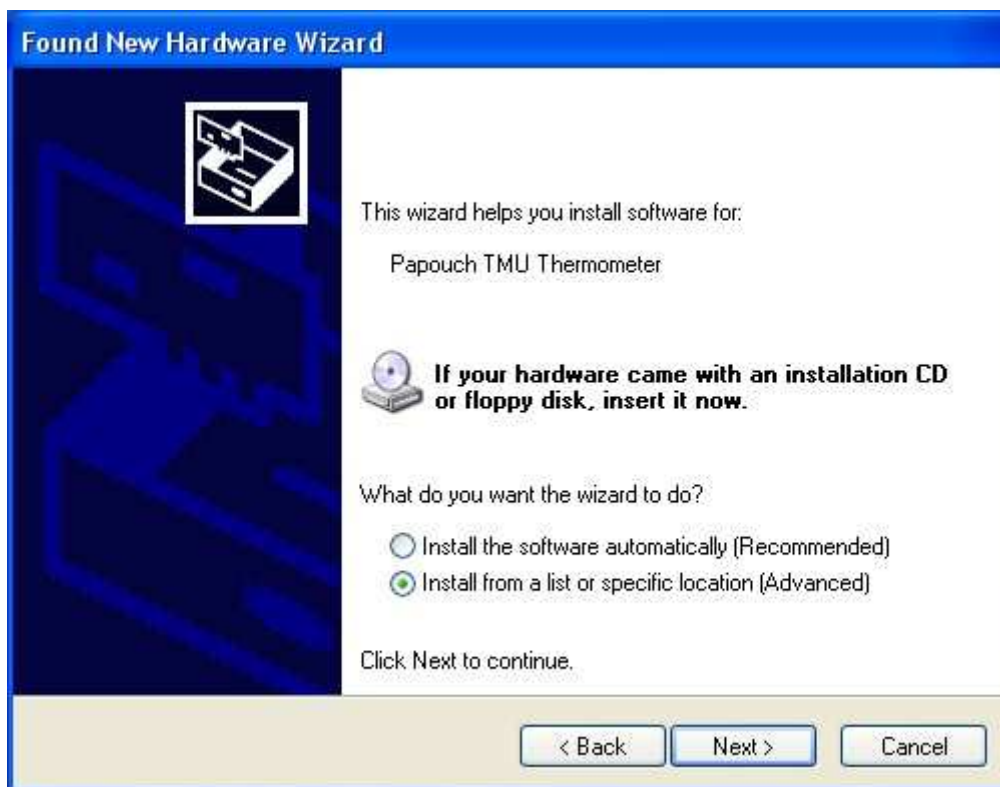 Found New Hardware Wizard
This wizard helps you install software for:
Papouch TMU Thermometer
If your hardware came with an installation CD
or floppy disk, insert it now.
What do you want the wizard to do?
Install the software automatically (Recommended)
Install from a list or specific location (Advanced)
Click Next to continue.
< Back Next > Cancel